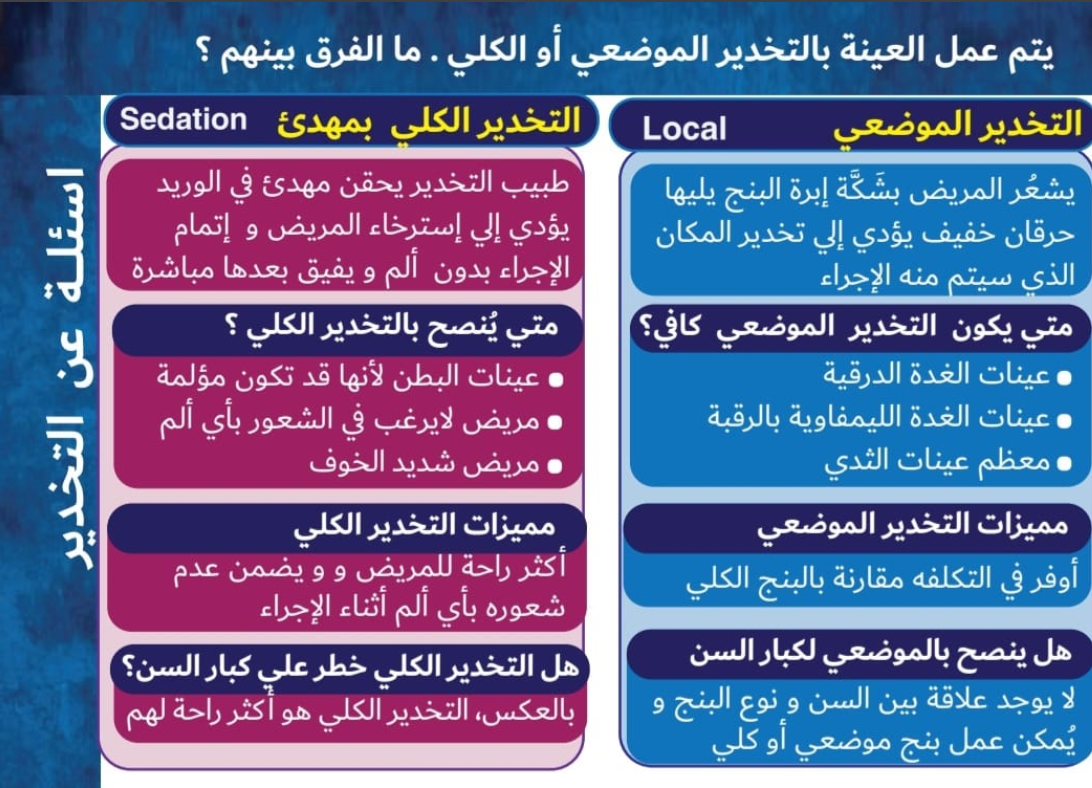 يتم عمل العينة بالتخدير الموضعي أو الكلي . ما الفرق بينهم ؟
اسئلة عن التخدير
التخدير الموضعي Local
يشعُر المريض بشَكَّة إبرة البنج يليها
حرقان خفيف يؤدي إلي تخدير المكان
الذي سيتم منه الإجراء
متي يكون التخدير الموضعي كافي؟
• عينات الغدة الدرقية
• عينات الغدة الليمفاوية بالرقبة
• معظم عينات الثدي
مميزات التخدير الموضعي
أوفر في التكلفه مقارنة بالبنج الكلي
هل ينصح بالموضعي لكبار السن
لا يوجد علاقة بين السن و نوع البنج و
يُمكن عمل بنج موضعي أو كلي
التخدير الكلي بمهدئ Sedation
طبيب التخدير يحقن مهدئ في الوريد
يؤدي إلي إسترخاء المريض و إتمام
الإجراء بدون ألم و يفيق بعدها مباشرة
متي يُنصح بالتخدير الكلي ؟
• عينات البطن لأنها قد تكون مؤلمة
• مريض لايرغب في الشعور بأي ألم
• مريض شديد الخوف
مميزات التخدير الكلي
أكثر راحة للمريض و و يضمن عدم
شعوره بأي ألم أثناء الإجراء
هل التخدير الكلي خطر علي كبار السن؟
بالعكس، التخدير الكلي هو أكثر راحة لهم